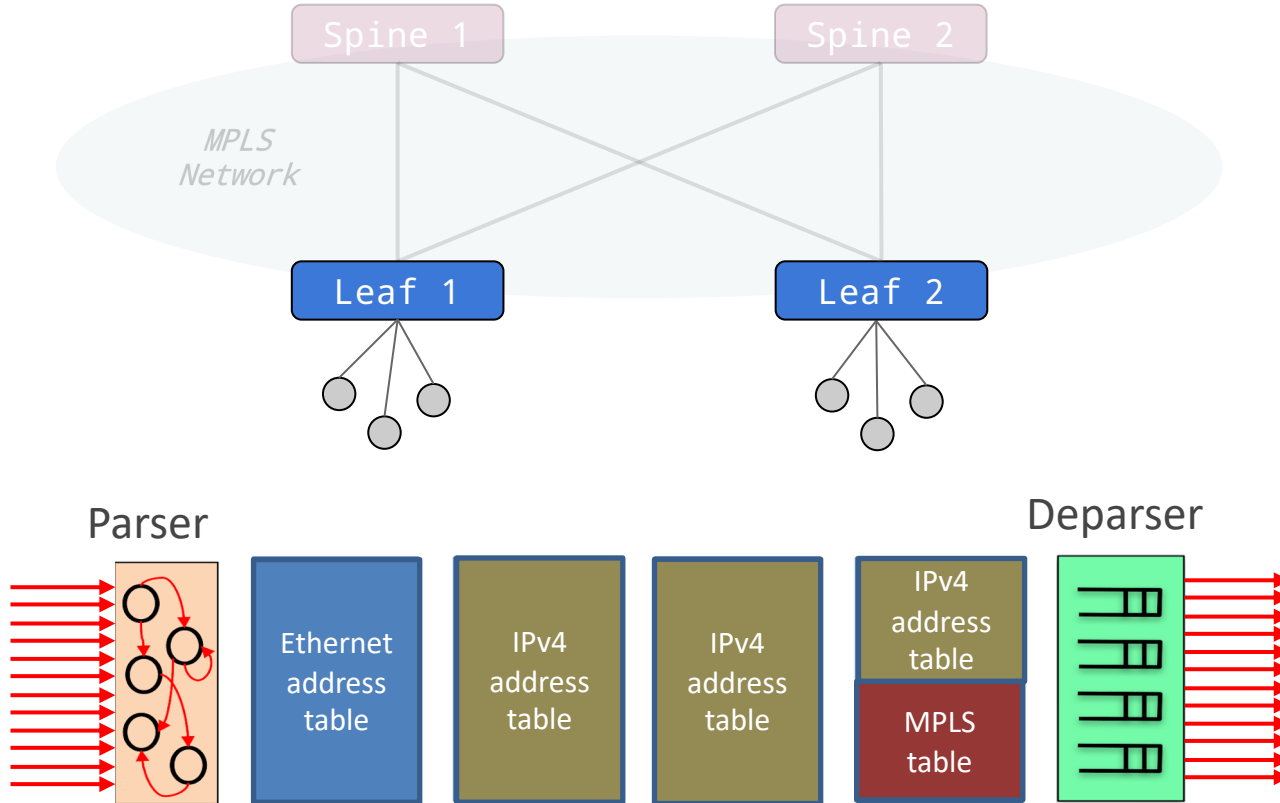 Spine 1
Spine 2
MPLS
Network
Leaf 1
Leaf 2
Parser
Deparser
Ethernet
address
table
IPv4
address
table
IPv4
address
table
IPv4
address
table
MPLS
table